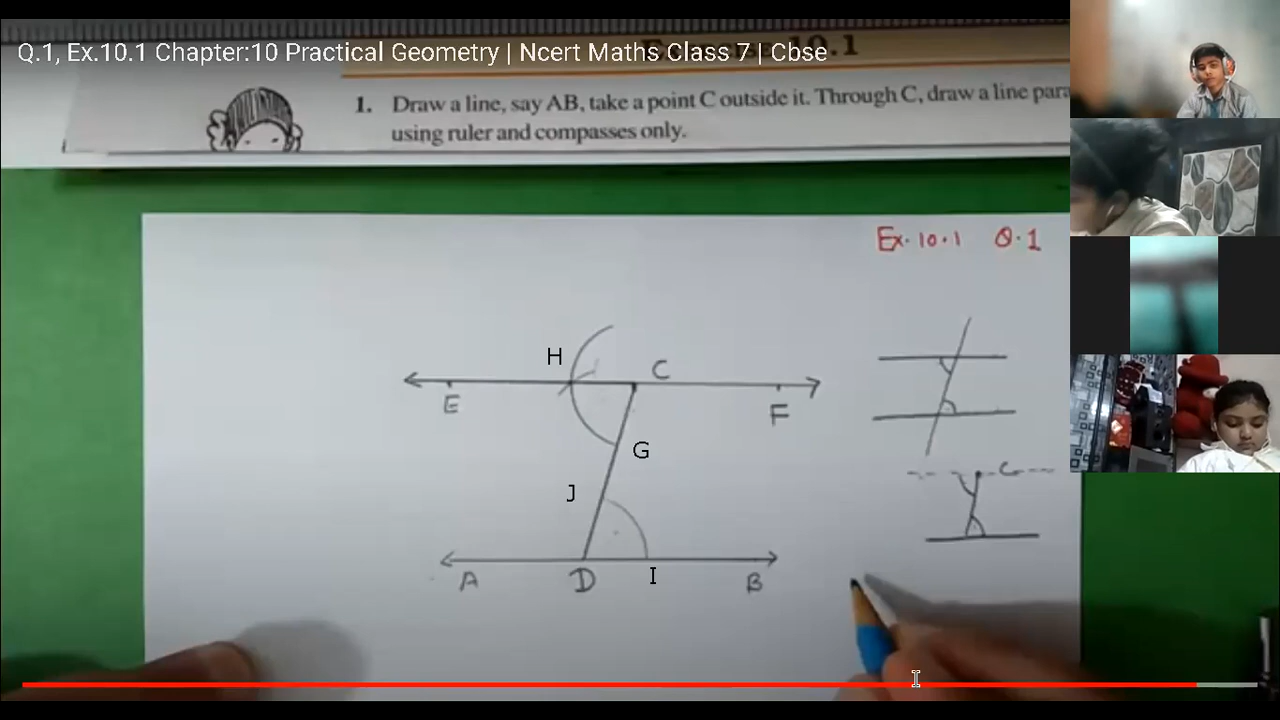 Q.1, Ex.10.1 Chapter:10 Practical Geometry | Ncert Maths Class 7 | Cbse
1. Draw a line, say AB, take a point C outside it. Through C, draw a line para
using ruler and compasses only.
Ex. 10.1 Q.1
H
C
E
F
G
J
C
A
D
I
B